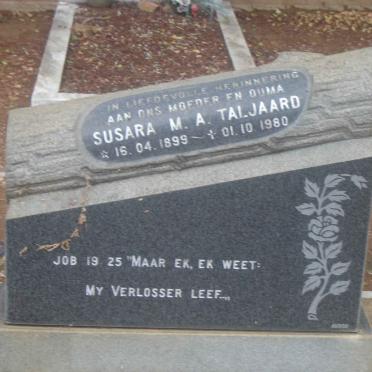 IN LIEFDEVOLLE HERINNERING
AAN ONS MOEDER EN OUMA
SUSARA M. A. TALJAARD
☆ 16.04.1899 ~ ✝ 01.10.1980
JOB 19 25 "MAAR EK, EK WEET:
MY VERLOSSER LEEF..,,